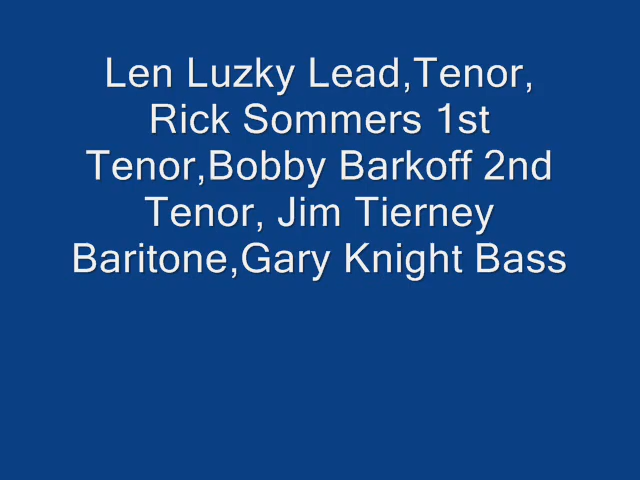 Len Luzky Lead,Tenor,
Rick Sommers 1st
Tenor,Bobby Barkoff 2nd
Tenor, Jim Tierney
Baritone,Gary Knight Bass